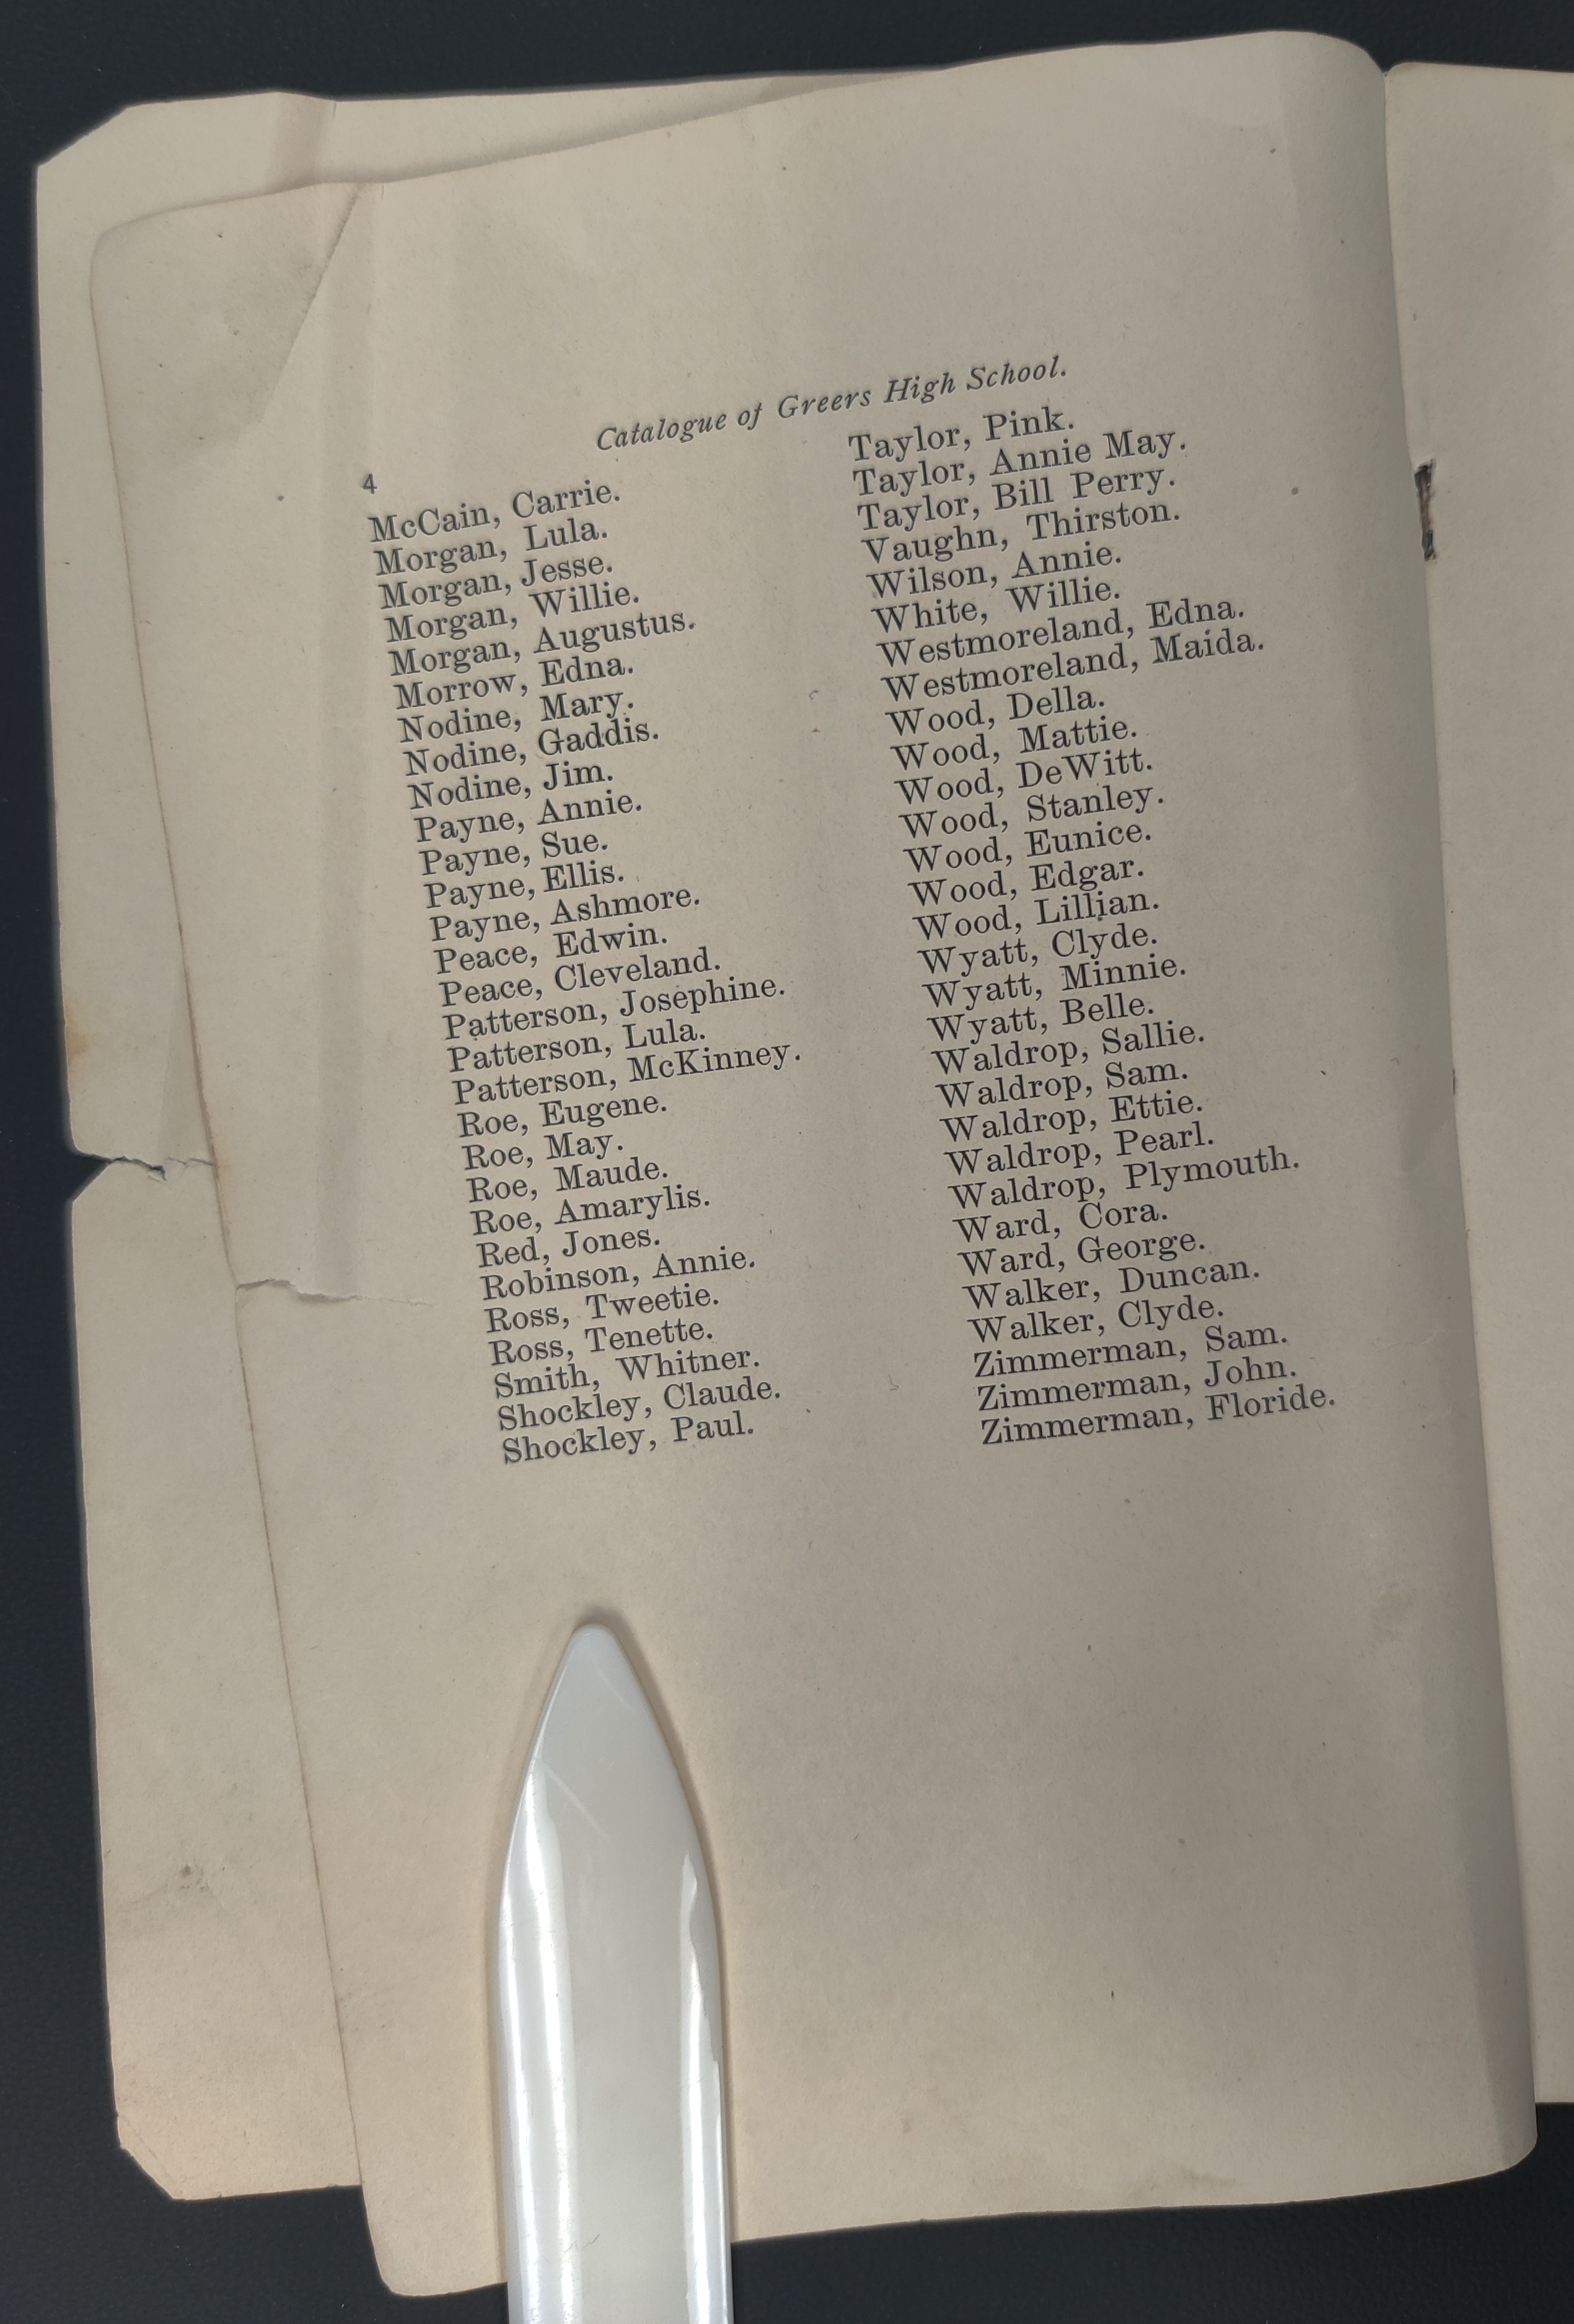 4
Catalogue of Greers High School.
McCain, Carrie.
Morgan, Lula.
Morgan, Jesse.
Morgan, Willie.
Morgan, Augustus.
Morrow, Edna.
Nodine, Mary.
Nodine, Gaddis.
Nodine, Jim.
Payne, Annie.
Payne, Sue.
Payne, Ellis.
Payne, Ashmore.
Peace, Edwin.
Peace, Cleveland.
Patterson, Josephine.
Patterson, Lula.
Patterson, McKinney.
Roe, Eugene.
Roe, May.
Roe, Maude.
Roe, Amarylis.
Red, Jones.
Robinson, Annie.
Ross, Tweetie.
Ross, Tenette.
Smith, Whitner.
Shockley, Claude.
Shockley, Paul.
Taylor, Pink.
Taylor, Annie May.
Taylor, Bill Perry.
Vaughn, Thirston.
Wilson, Annie.
White, Willie.
Westmoreland, Edna.
Westmoreland, Maida.
Wood, Della.
Wood, Mattie.
Wood, DeWitt.
Wood, Stanley.
Wood, Eunice.
Wood, Edgar.
Wood, Lillian.
Wyatt, Clyde.
Wyatt, Minnie.
Wyatt, Belle.
Waldrop, Sallie.
Waldrop, Sam.
Waldrop, Ettie.
Waldrop, Pearl.
Waldrop, Plymouth.
Ward, Cora.
Ward, George.
Walker, Duncan.
Walker, Clyde.
Zimmerman, Sam.
Zimmerman, John.
Zimmerman, Floride.